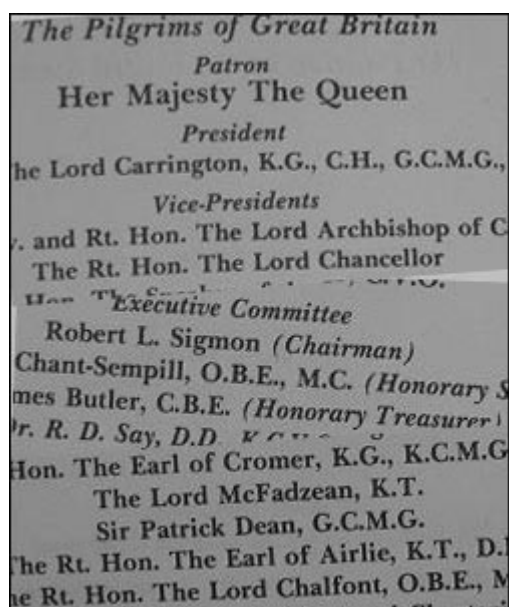 The Pilgrims of Great Britain
Patron
Her Majesty The Queen
President
he Lord Carrington, K.G., C.H., G.C.M.G.,
Vice-Presidents
. and Rt. Hon. The Lord Archbishop of C
The Rt. Hon. The Lord Chancellor
Hon. The
Executive Committee
Robert L. Sigmon (Chairman)
Chant-Sempill, O.B.E., M.C. (Honorary S
mes Butler, C.B.E. (Honorary Treasurer)
r. R. D. Say, D.D.
Hon. The Earl of Cromer, K.G., K.C.M.G
The Lord McFadzean, K.T.
Sir Patrick Dean, G.C.M.G.
The Rt. Hon. The Earl of Airlie, K.T., D.
he Rt. Hon. The Lord Chalfont, O.B.E., M